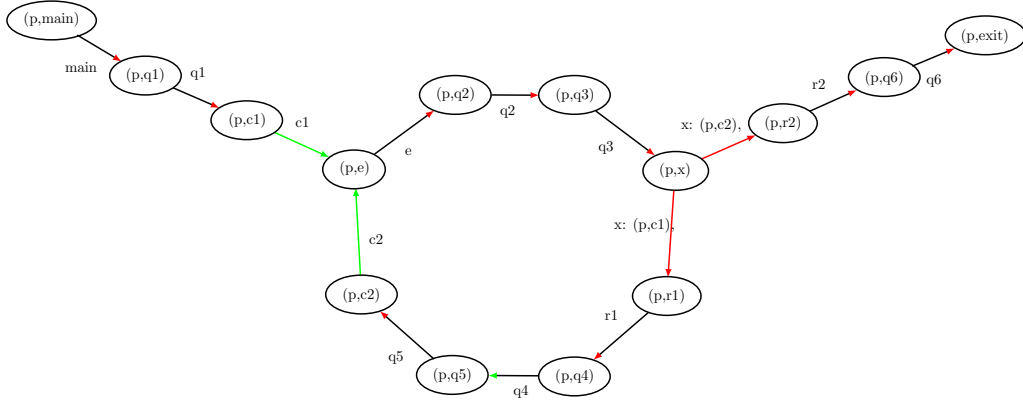 (p,main)
main
(p,q1)
q1
(p,c1)
c1
(p,e)
e
(p,q2)
q2
(p,q3)
q3
(p,x)
x: (p,c2),
(p,r2)
r2
(p,q6)
q6
(p,exit)
x: (p,c1),
(p,r1)
r1
(p,q4)
q4
(p,q5)
q5
(p,c2)
c2